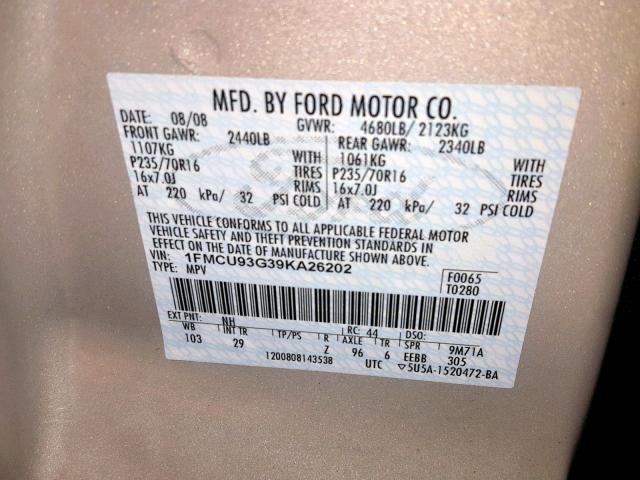 MFD. BY FORD MOTOR CO.
DATE: 08/08 GVWR: 4680LB/ 2123KG
FRONT GAWR: 2440LB REAR GAWR: 2340LB
1107KG WITH 1061KG WITH
P235/70R16 TIRES P235/70R16 TIRES
16x7.0J RIMS 16x7.0J RIMS
AT 220 kPa/ 32 PSI COLD AT 220 kPa/ 32 PSI COLD
THIS VEHICLE CONFORMS TO ALL APPLICABLE FEDERAL MOTOR
VEHICLE SAFETY AND THEFT PREVENTION STANDARDS IN
EFFECT ON THE DATE OF MANUFACTURE SHOWN ABOVE.
VIN: 1FMCU93G39KA26202 F0065
TYPE: MPV T0280
EXT PNT: NH RC: 44 DSO:
WB INT TR TP/PS R AXLE TR SPR 9M71A
103 29 Z 96 6 EEBB 305
1200808143538 UTC ▽5U5A-1520472-BA
Ford